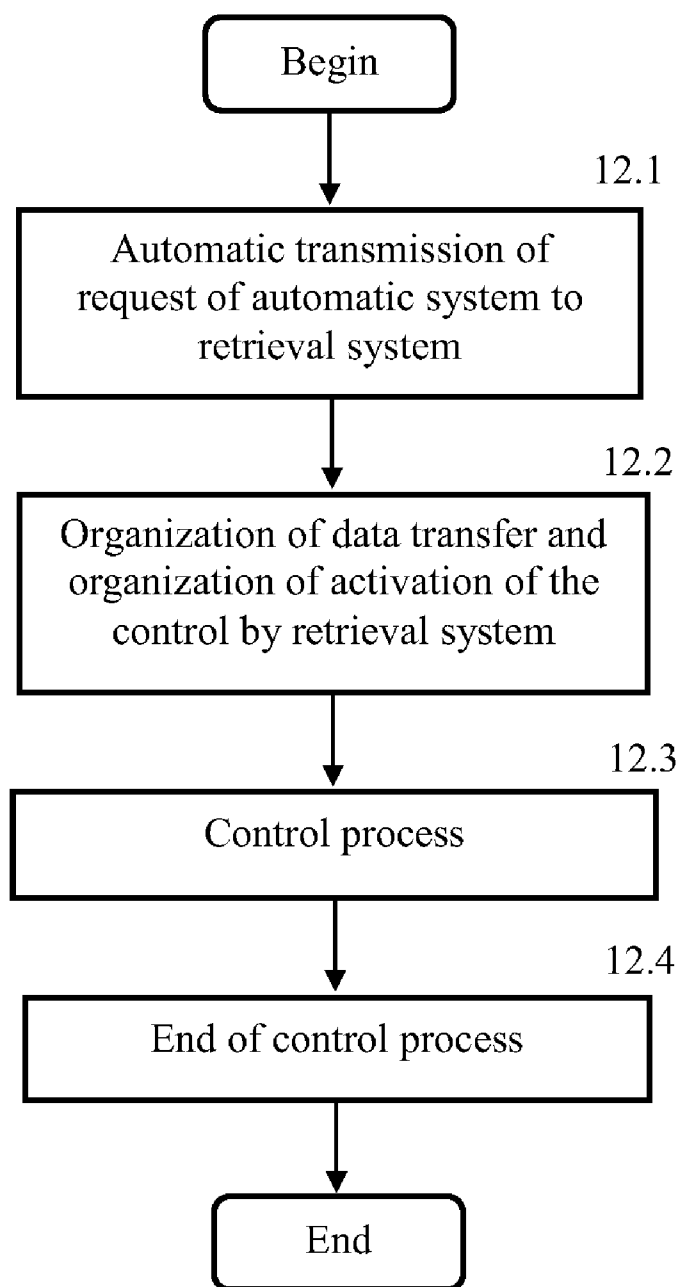 Begin
12.1
Automatic transmission of
request of automatic system to
retrieval system
12.2
Organization of data transfer and
organization of activation of the
control by retrieval system
12.3
Control process
12.4
End of control process
End